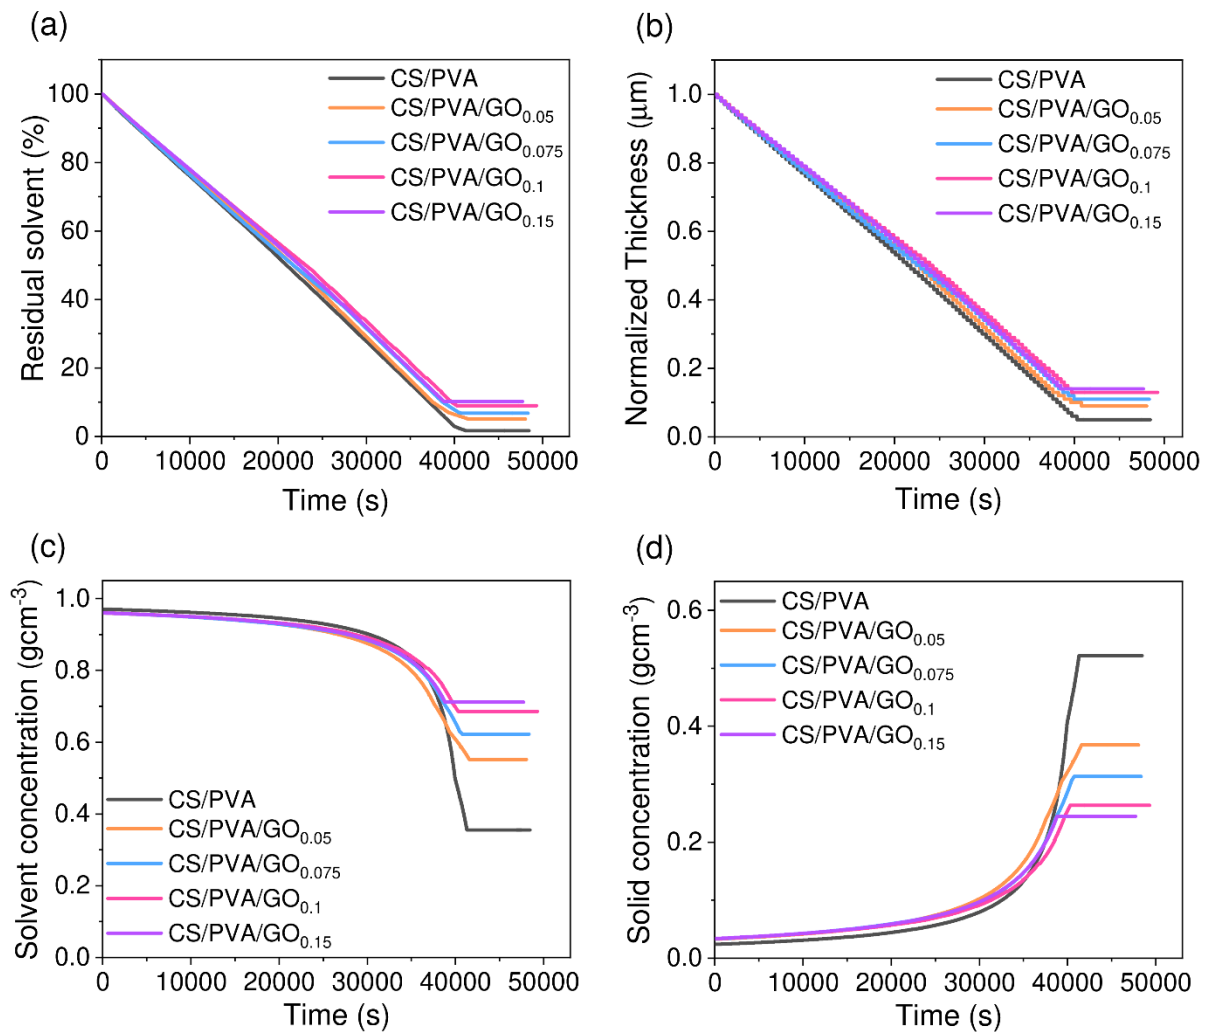 (a)
CS/PVA
CS/PVA/GO0.05
CS/PVA/GO0.075
CS/PVA/GO0.1
CS/PVA/GO0.15
Residual solvent (%)
100
80
60
40
20
0
0 10000 20000 30000 40000 50000
Time (s)
(b)
CS/PVA
CS/PVA/GO0.05
CS/PVA/GO0.075
CS/PVA/GO0.1
CS/PVA/GO0.15
Normalized Thickness (μm)
1.0
0.8
0.6
0.4
0.2
0.0
0 10000 20000 30000 40000 50000
Time (s)
(c)
Solvent concentration (gcm-3)
1.0
0.8
0.6
0.4
0.2
0.0
CS/PVA
CS/PVA/GO0.05
CS/PVA/GO0.075
CS/PVA/GO0.1
CS/PVA/GO0.15
0 10000 20000 30000 40000 50000
Time (s)
(d)
CS/PVA
CS/PVA/GO0.05
CS/PVA/GO0.075
CS/PVA/GO0.1
CS/PVA/GO0.15
Solid concentration (gcm-3)
0.6
0.4
0.2
0.0
0 10000 20000 30000 40000 50000
Time (s)